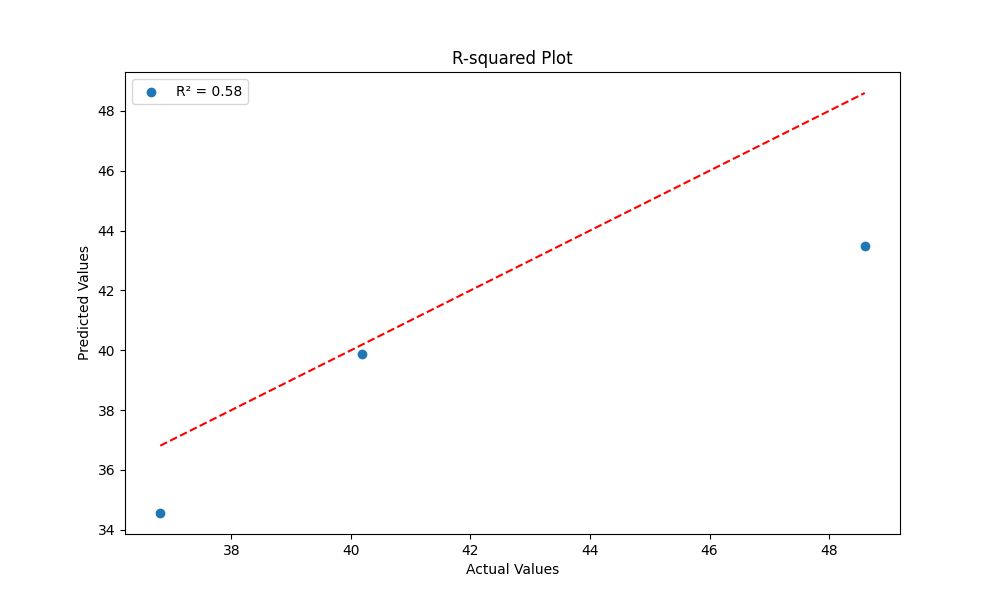 R-squared Plot
R² = 0.58
48
46
44
42
40
38
36
34
Predicted Values
38 40 42 44 46 48
Actual Values